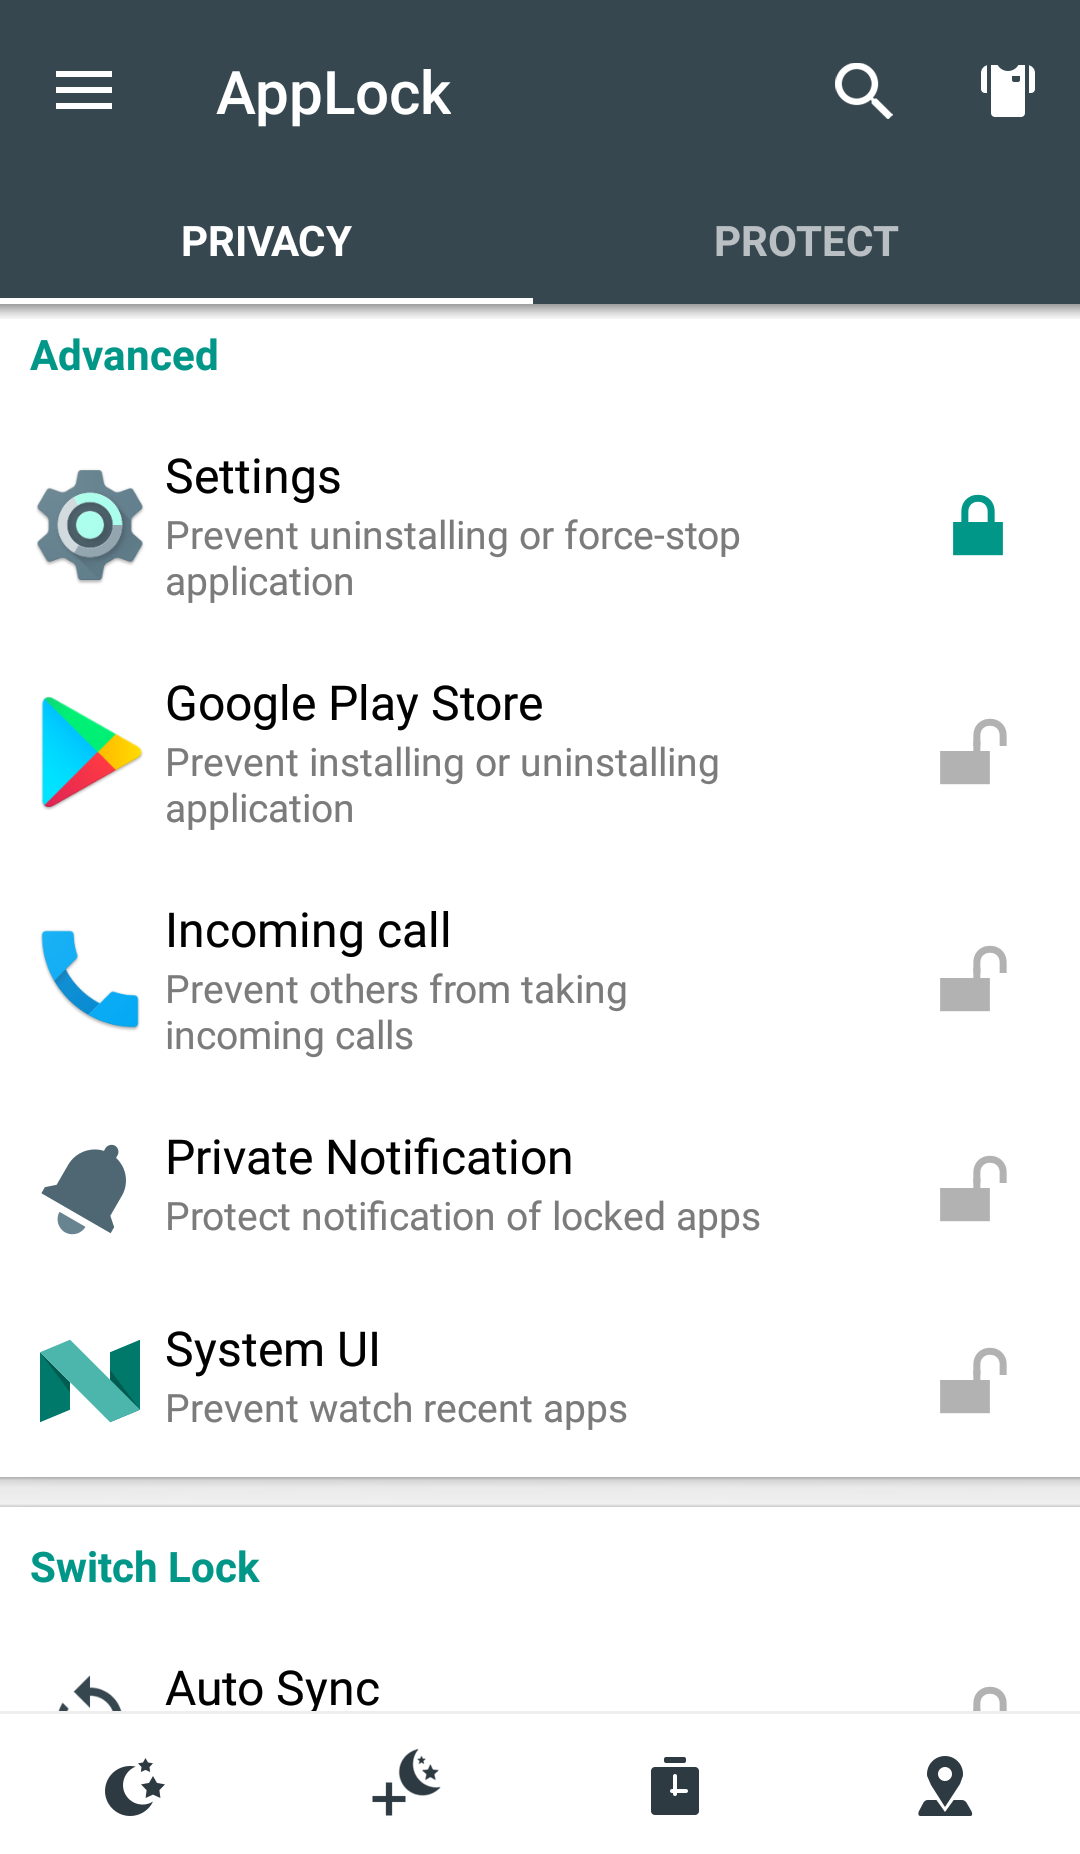 AppLock
PRIVACY
PROTECT
Advanced
Settings
Prevent uninstalling or force-stop
application
Google Play Store
Prevent installing or uninstalling
application
Incoming call
Prevent others from taking
incoming calls
Private Notification
Protect notification of locked apps
System UI
Prevent watch recent apps
Switch Lock
Auto Sync